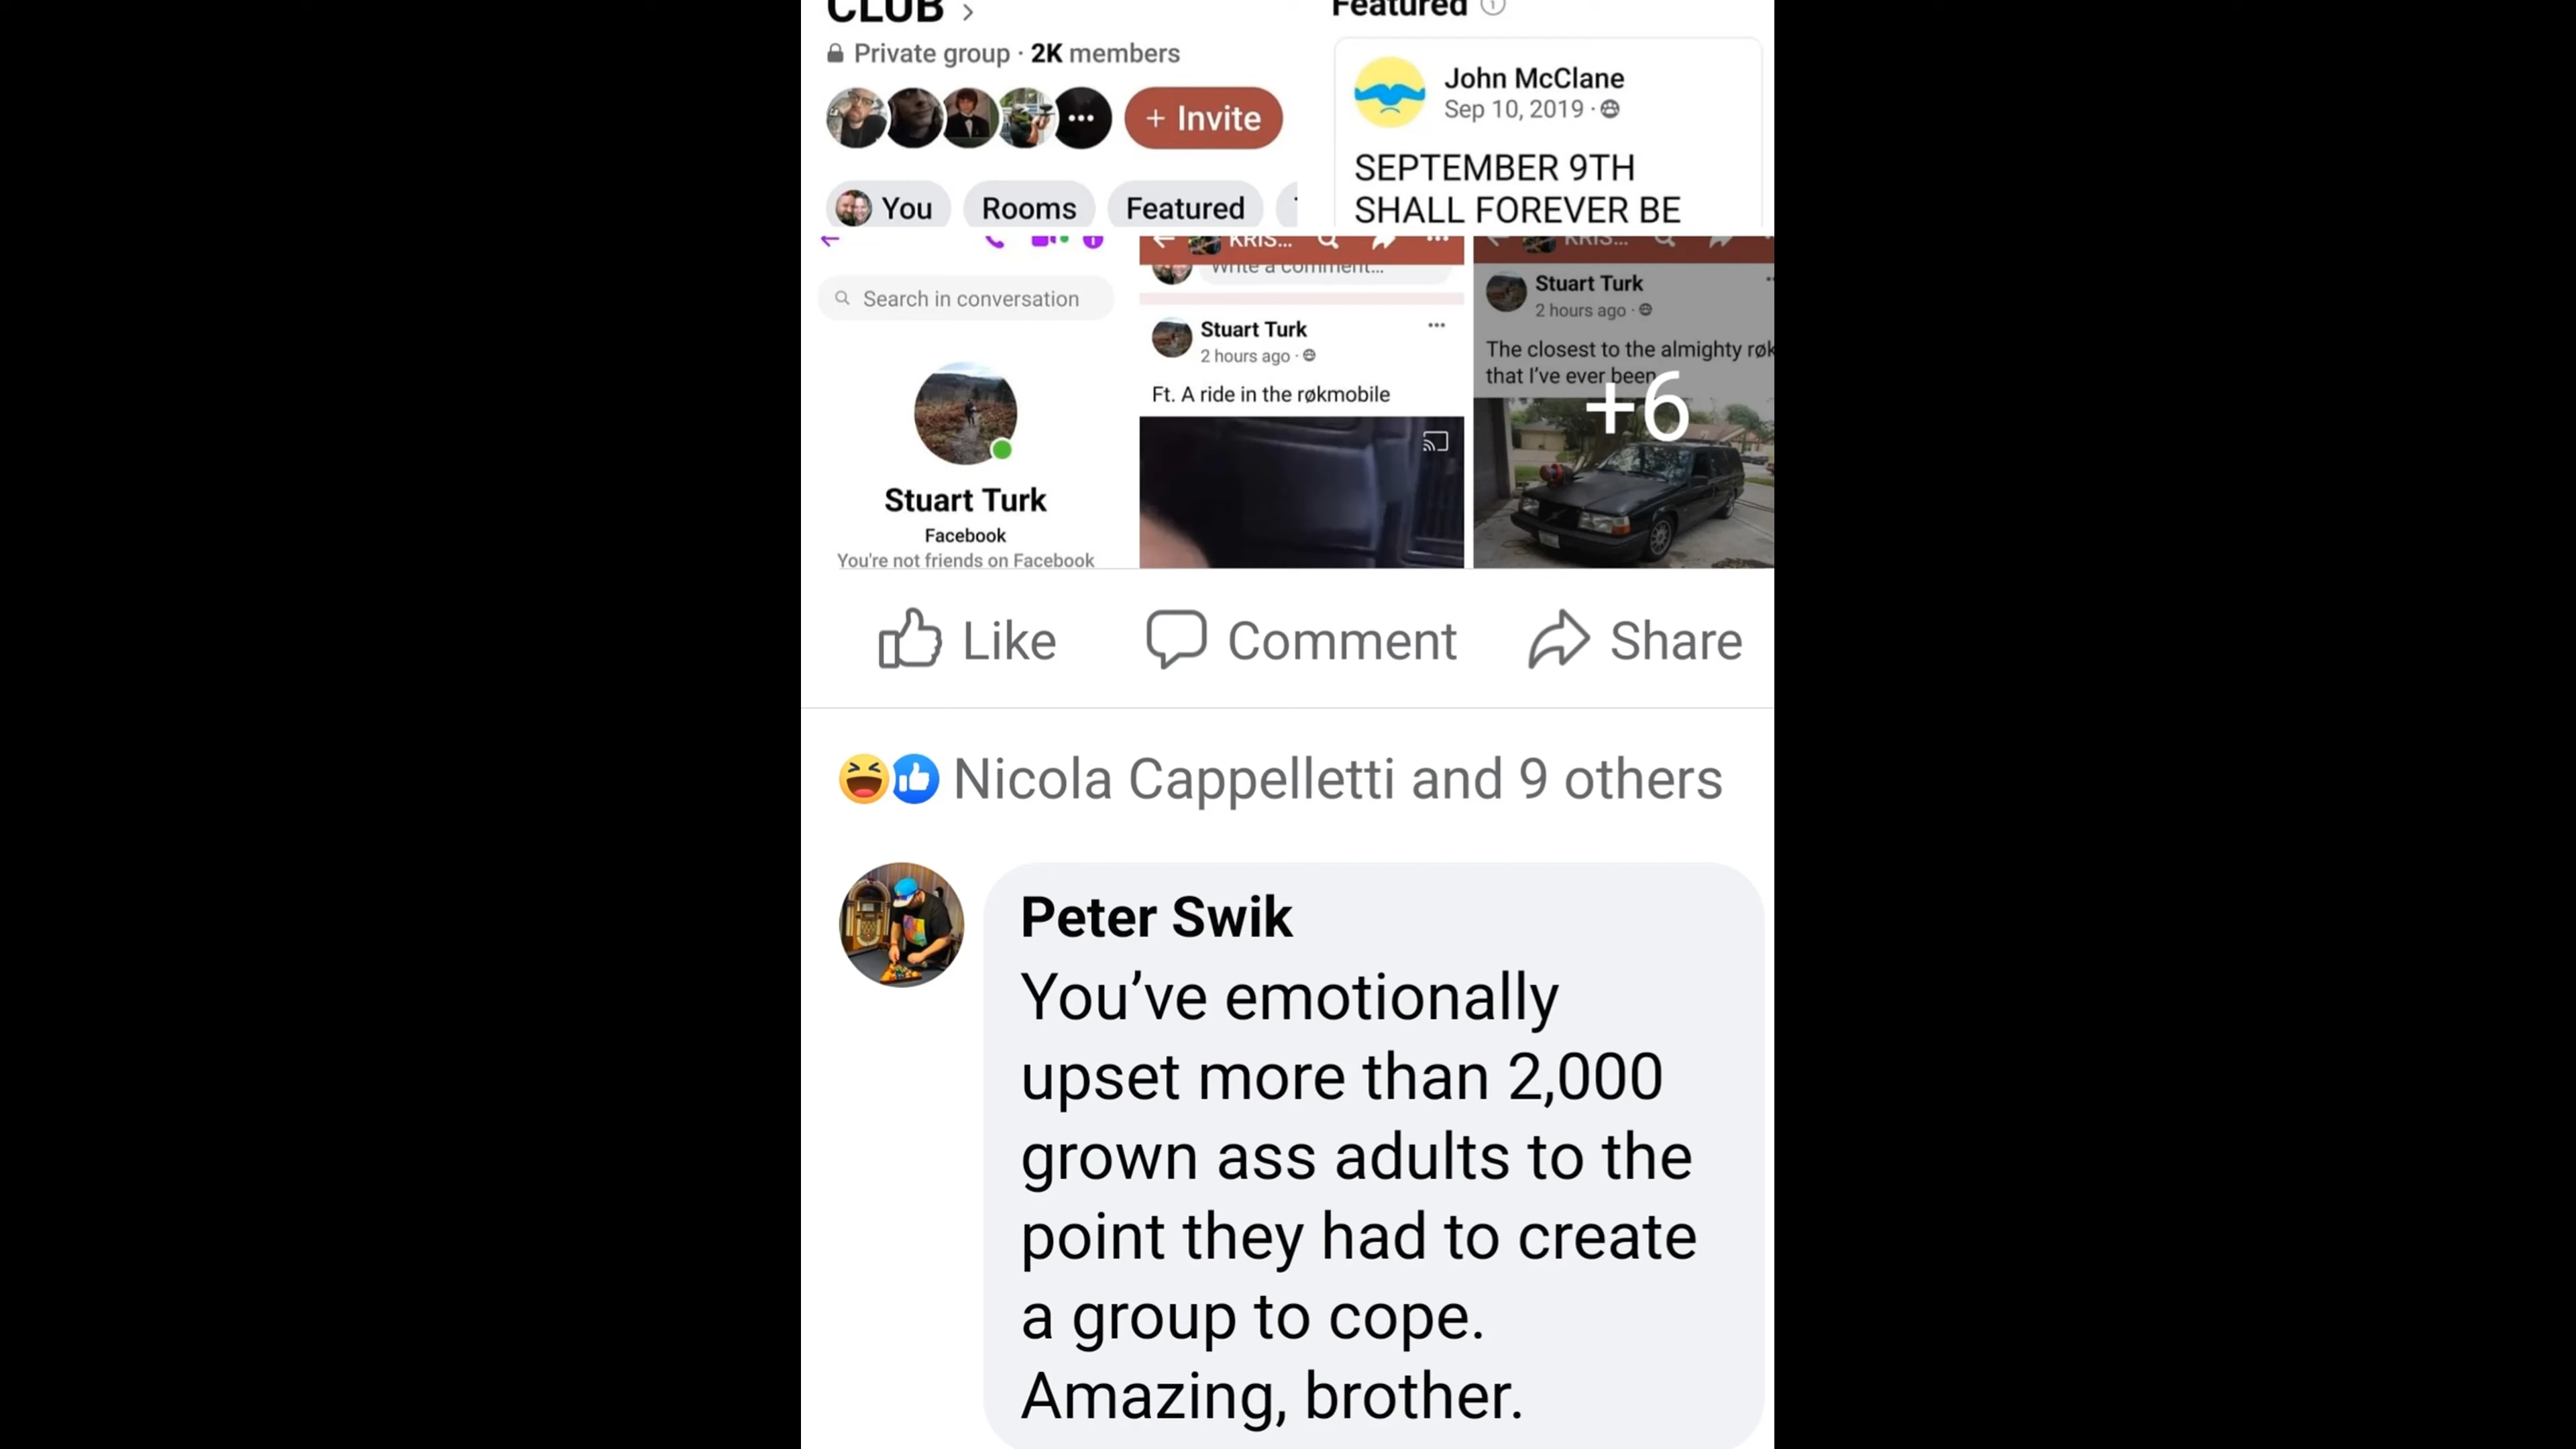 CLUB >
Private group · 2K members
+ Invite
You
Rooms
Featured
Featured
John McClane
Sep 10, 2019 ·
SEPTEMBER 9TH
SHALL FOREVER BE
Search in conversation
Stuart Turk
Facebook
You're not friends on Facebook
KRIS...
Write a comment...
Stuart Turk
2 hours ago ·
Ft. A ride in the røkmobile
KRIS...
Stuart Turk
2 hours ago ·
The closest to the almighty røk
that I've ever been
+6
Like
Comment
Share
Nicola Cappelletti and 9 others
Peter Swik
You've emotionally
upset more than 2,000
grown ass adults to the
point they had to create
a group to cope.
Amazing, brother.